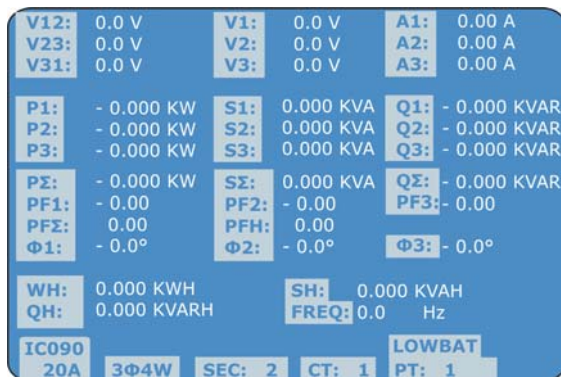 V12: 0.0 V V1: 0.0 V A1: 0.00 A
V23: 0.0 V V2: 0.0 V A2: 0.00 A
V31: 0.0 V V3: 0.0 V A3: 0.00 A
P1: - 0.000 KW S1: 0.000 KVA Q1: - 0.000 KVAR
P2: - 0.000 KW S2: 0.000 KVA Q2: - 0.000 KVAR
P3: - 0.000 KW S3: 0.000 KVA Q3: - 0.000 KVAR
PΣ: - 0.000 KW SΣ: 0.000 KVA QΣ: - 0.000 KVAR
PF1: - 0.00 PF2: - 0.00 PF3: - 0.00
PFΣ: 0.00 PFH: 0.00
Φ1: - 0.0° Φ2: - 0.0° Φ3: - 0.0°
WH: 0.000 KWH SH: 0.000 KVAH
QH: 0.000 KVARH FREQ: 0.0 Hz
IC090 LOWBAT
20A 3Φ4W SEC: 2 CT: 1 PT: 1